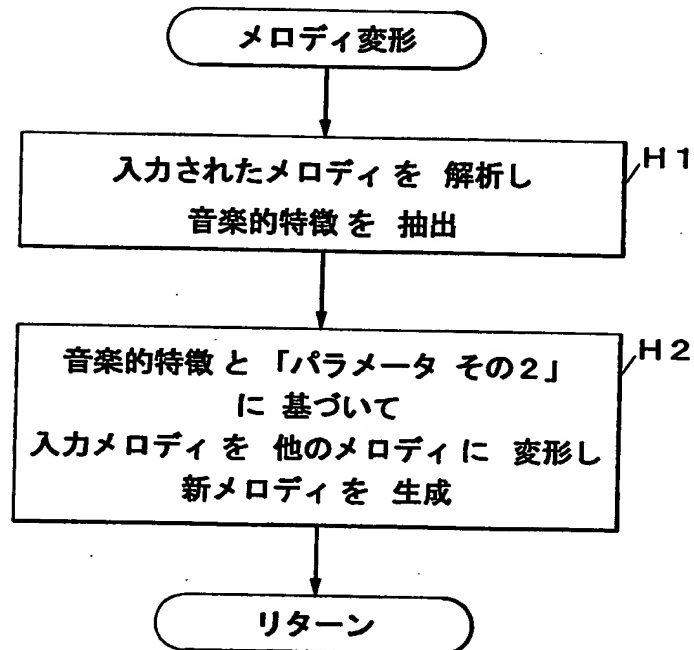 メロディ変形
入力されたメロディを 解析し
音楽的特徴を 抽出
H1
音楽的特徴と「パラメータ その2」
に 基づいて
入力メロディを 他のメロディに 変形し
新メロディを 生成
H2
リターン